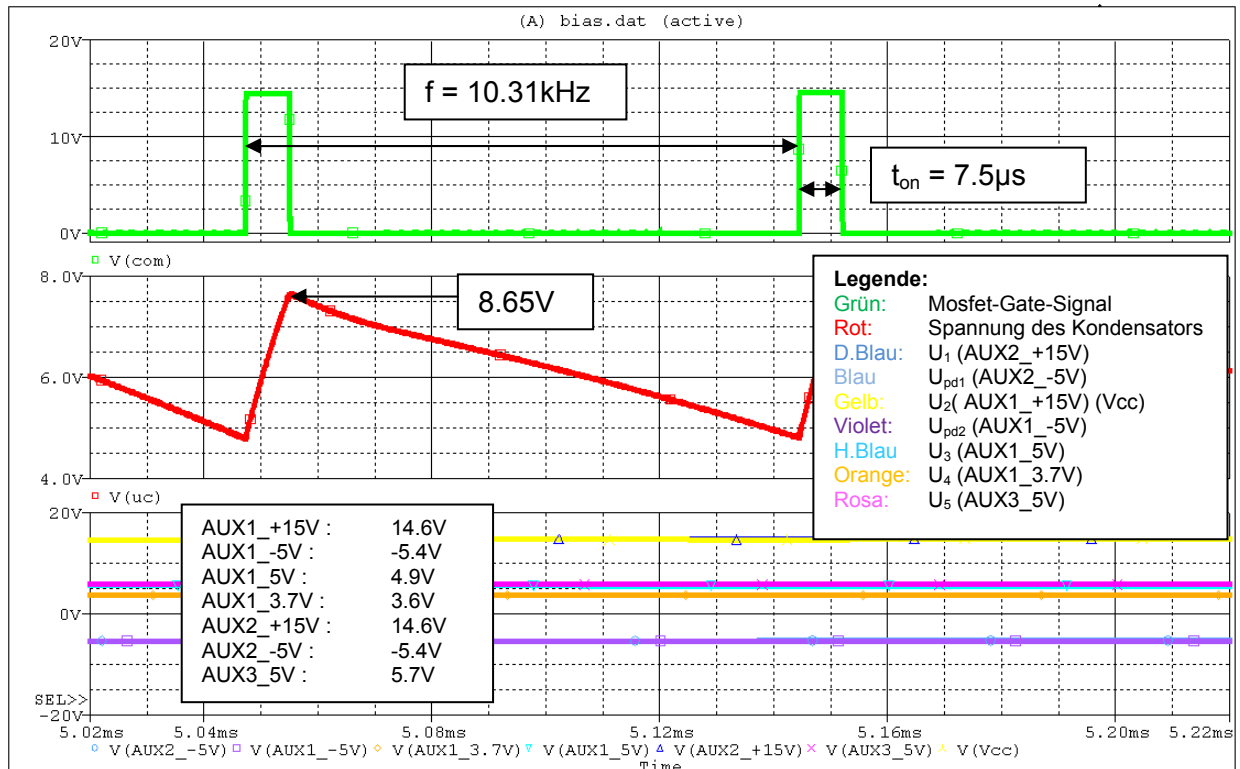 (A) bias.dat (active)
20V
f = 10.31kHz
10V
t_on = 7.5µs
0V
V(com)
8.0V
8.65V
6.0V
4.0V
V(uc)
Legende:
Grün: Mosfet-Gate-Signal
Rot: Spannung des Kondensators
D.Blau: U₁ (AUX2_+15V)
Blau U_pd1 (AUX2_-5V)
Gelb: U₂( AUX1_+15V) (Vcc)
Violet: U_pd2 (AUX1_-5V)
H.Blau U₃ (AUX1_5V)
Orange: U₄ (AUX1_3.7V)
Rosa: U₅ (AUX3_5V)
20V
AUX1_+15V : 14.6V
AUX1_-5V : -5.4V
AUX1_5V : 4.9V
AUX1_3.7V : 3.6V
AUX2_+15V : 14.6V
AUX2_-5V : -5.4V
AUX3_5V : 5.7V
0V
SEL>>
-20V
5.02ms 5.04ms 5.08ms 5.12ms 5.16ms 5.20ms 5.22ms
V(AUX2_-5V) V(AUX1_-5V) V(AUX1_3.7V) V(AUX1_5V) V(AUX2_+15V) V(AUX3_5V) V(Vcc)
Time